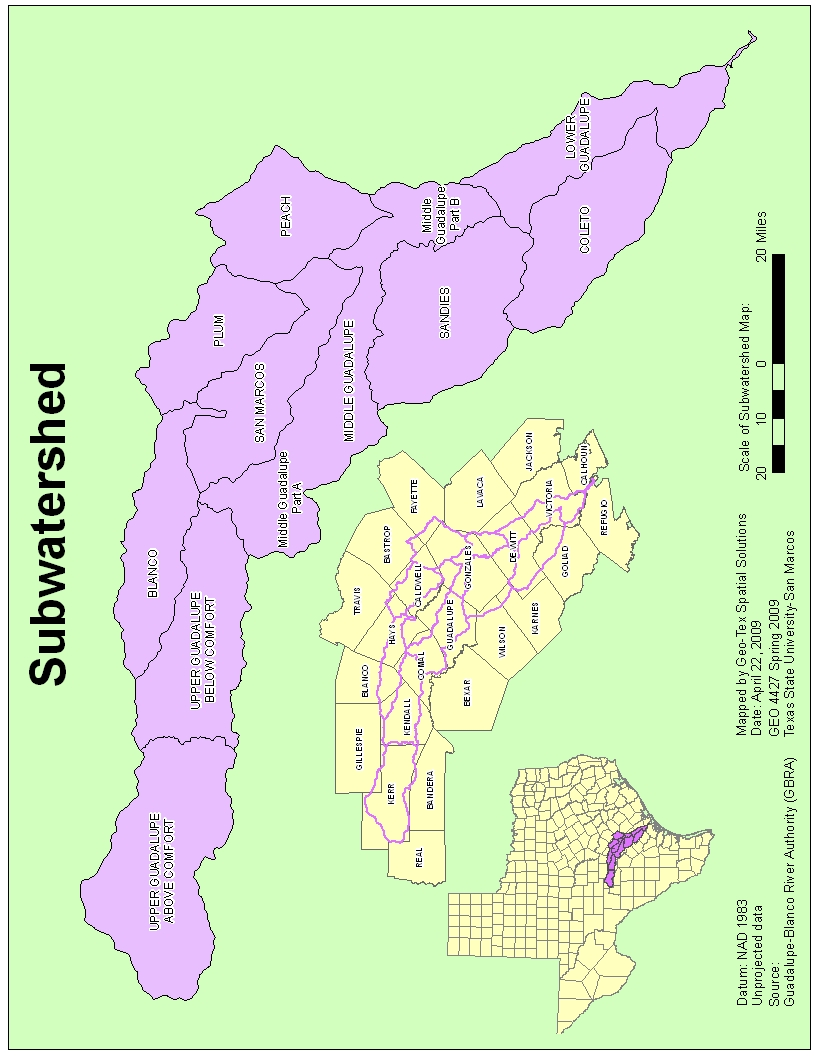 Subwatershed
UPPER GUADALUPE
ABOVE COMFORT
UPPER GUADALUPE
BELOW COMFORT
BLANCO
Middle Guadalupe
Part A
SAN MARCOS
PLUM
MIDDLE GUADALUPE
PEACH
SANDIES
Middle
Guadalupe
Part B
COLETO
LOWER
GUADALUPE
REAL
KERR
BANDERA
GILLESPIE
KENDALL
BLANCO
COMAL
BEXAR
HAYS
TRAVIS
CALDWELL
GUADALUPE
WILSON
BASTROP
GONZALES
KARNES
FAYETTE
LAVACA
DEWITT
GOLIAD
JACKSON
VICTORIA
CALHOUN
REFUGIO
Datum: NAD 1983
Unprojected data
Source:
Guadalupe-Blanco River Authority (GBRA)
Mapped by Geo-Tex Spatial Solutions
Date: April 22, 2009
GEO 4427 Spring 2009
Texas State University-San Marcos
Scale of Subwatershed Map:
20 10 0 20 Miles